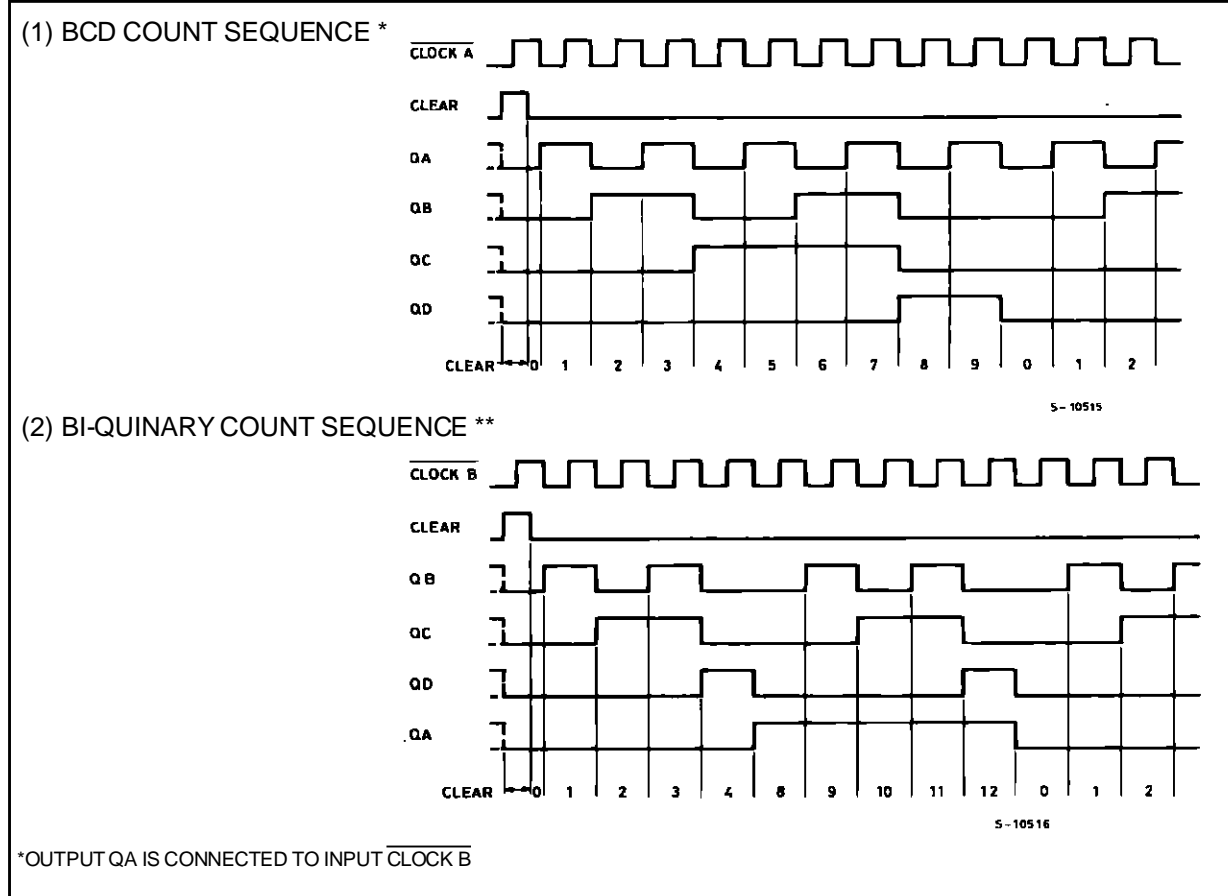 (1) BCD COUNT SEQUENCE *
CLOCK A
CLEAR
QA
QB
QC
QD
CLEAR 0 1 2 3 4 5 6 7 8 9 0 1 2
S-10515
(2) BI-QUINARY COUNT SEQUENCE **
CLOCK B
CLEAR
QB
QC
QD
QA
CLEAR 0 1 2 3 4 8 9 10 11 12 0 1 2
S-10516
*OUTPUT QA IS CONNECTED TO INPUT CLOCK B